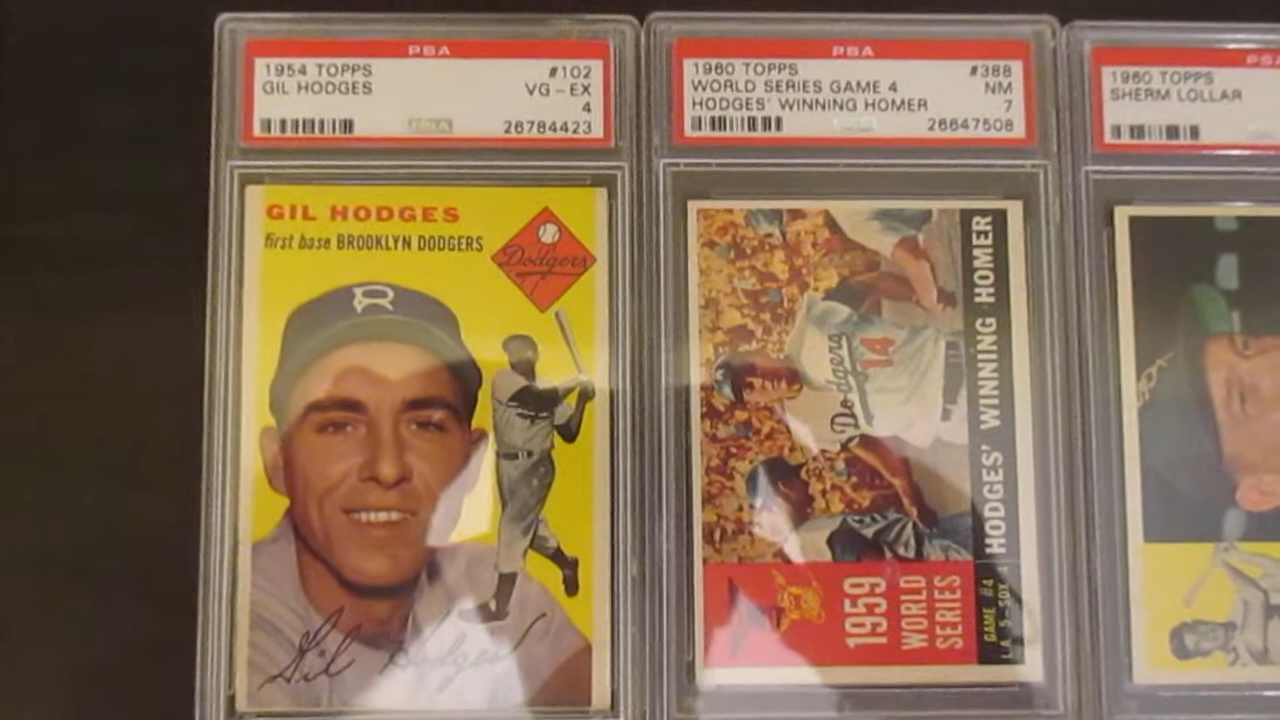 PSA
1954 TOPPS #102
GIL HODGES VG-EX
4
26784423
GIL HODGES
first base BROOKLYN DODGERS
Dodgers
B
Gil Hodges
PSA
1960 TOPPS #388
WORLD SERIES GAME 4 NM
HODGES' WINNING HOMER 7
26647508
Dodgers
14
HODGES' WINNING HOMER
1959
WORLD
SERIES
GAME #4
L.A. 5-SOX 4
PSA
1960 TOPPS
SHERM LOLLAR